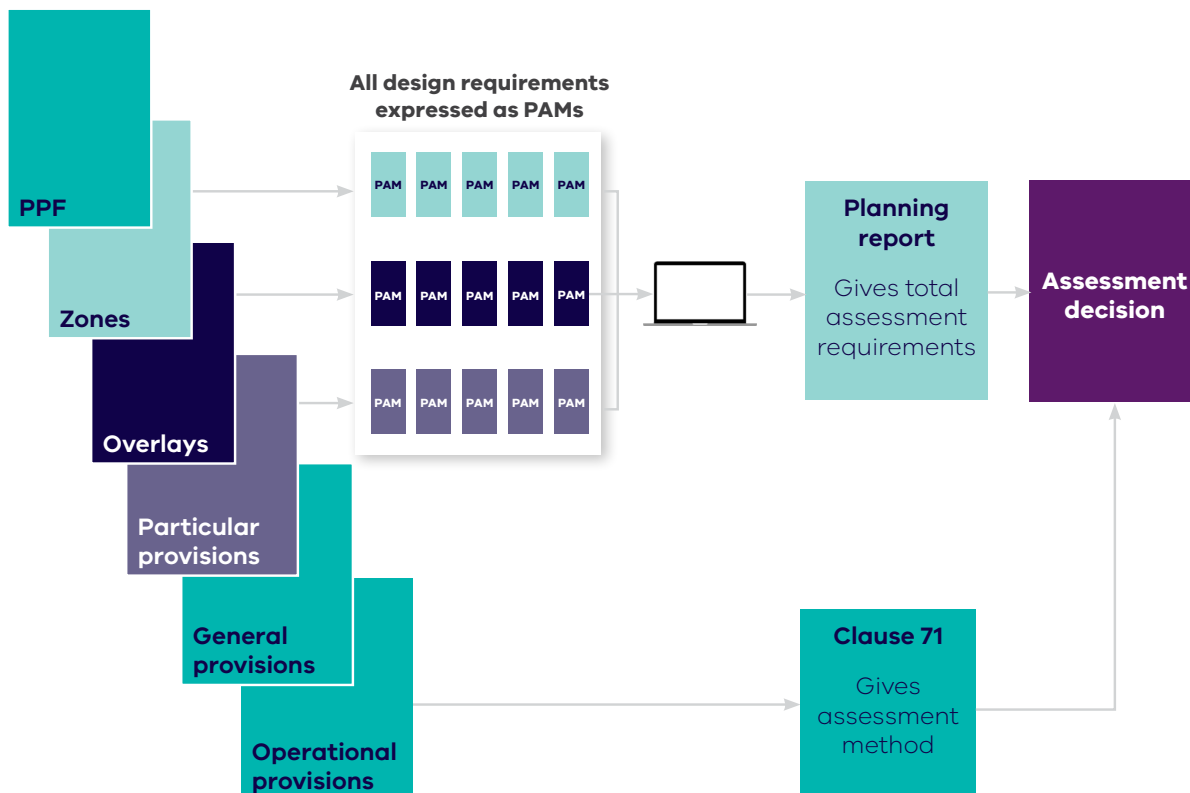 All design requirements
expressed as PAMs
PPF
Zones
Overlays
Particular
provisions
General
provisions
Operational
provisions
PAM PAM PAM PAM PAM
PAM PAM PAM PAM PAM
PAM PAM PAM PAM PAM
Planning
report
Gives total
assessment
requirements
Assessment
decision
Clause 71
Gives
assessment
method